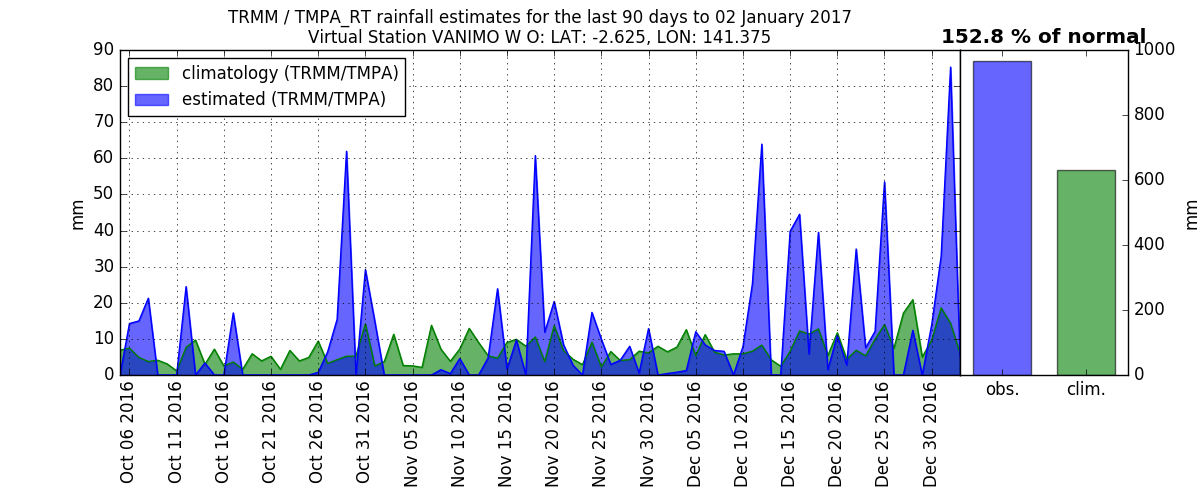 TRMM / TMPA_RT rainfall estimates for the last 90 days to 02 January 2017
Virtual Station VANIMO W O: LAT: -2.625, LON: 141.375
152.8 % of normal
climatology (TRMM/TMPA)
estimated (TRMM/TMPA)
90
80
70
60
50
40
30
20
10
0
mm
Oct 06 2016
Oct 11 2016
Oct 16 2016
Oct 21 2016
Oct 26 2016
Oct 31 2016
Nov 05 2016
Nov 10 2016
Nov 15 2016
Nov 20 2016
Nov 25 2016
Nov 30 2016
Dec 05 2016
Dec 10 2016
Dec 15 2016
Dec 20 2016
Dec 25 2016
Dec 30 2016
obs.
clim.
1000
800
600
400
200
0
mm